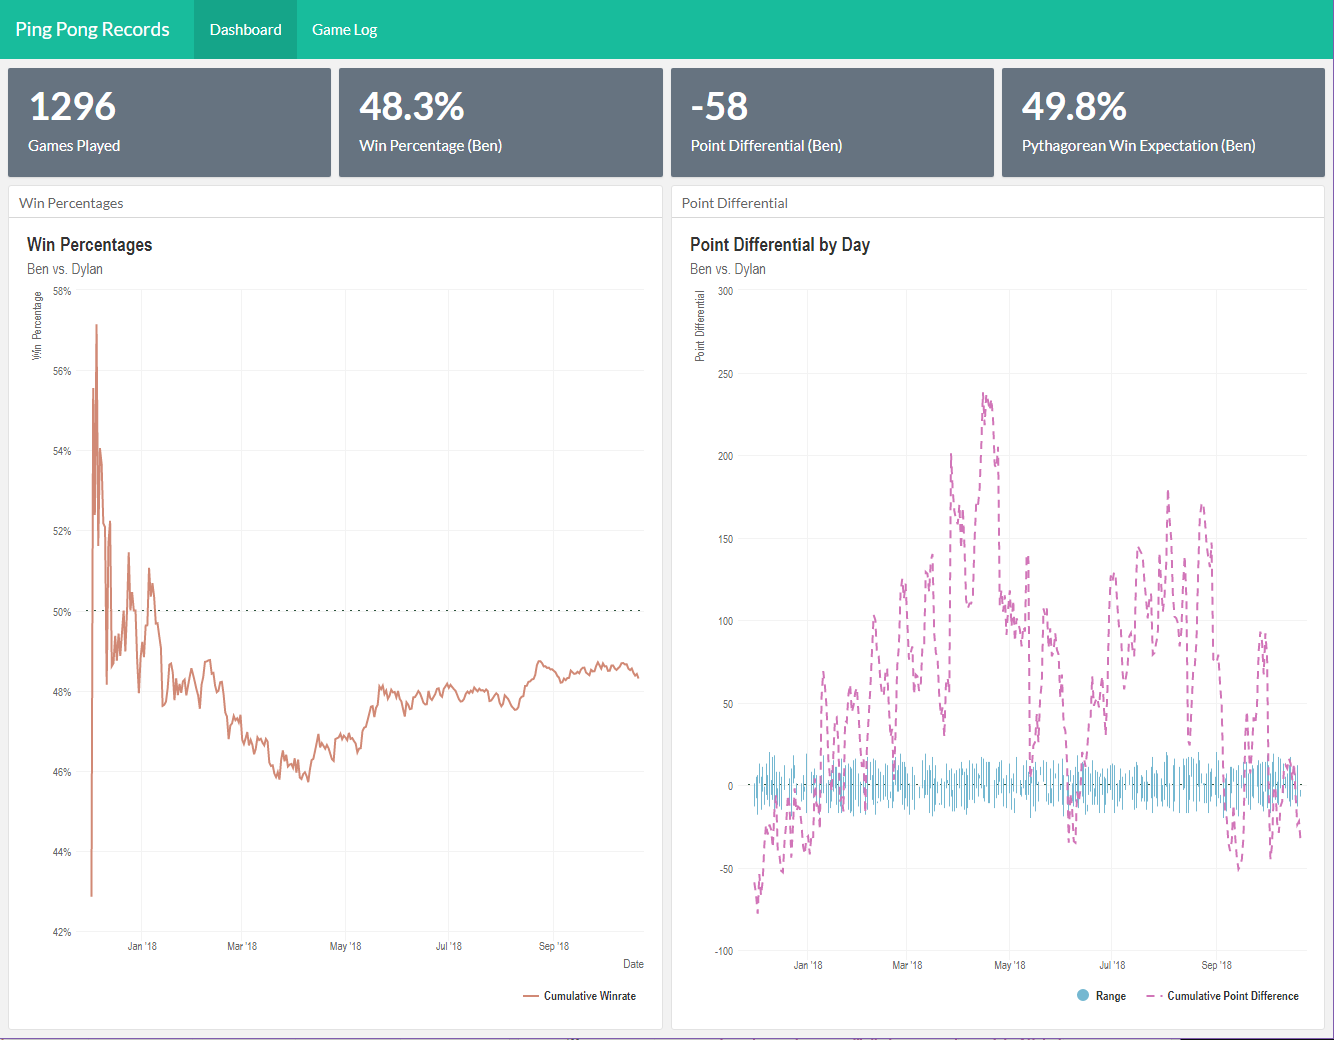 Ping Pong Records Dashboard Game Log
1296
Games Played
48.3%
Win Percentage (Ben)
-58
Point Differential (Ben)
49.8%
Pythagorean Win Expectation (Ben)
Win Percentages
Win Percentages
Ben vs. Dylan
Win Percentage
58%
56%
54%
52%
50%
48%
46%
44%
42%
Jan '18 Mar '18 May '18 Jul '18 Sep '18
Date
Cumulative Winrate
Point Differential
Point Differential by Day
Ben vs. Dylan
Point Differential
300
250
200
150
100
50
0
-50
-100
Jan '18 Mar '18 May '18 Jul '18 Sep '18
Range Cumulative Point Difference